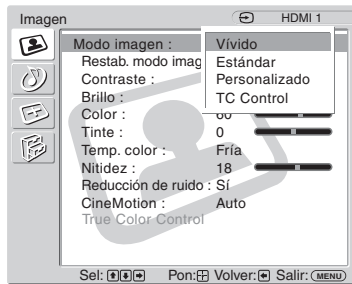 Imagen
HDMI 1
Modo imagen :
Vívido
Restab. modo imag
Estándar
Contraste :
Personalizado
Brillo :
TC Control
Color :
60
Tinte :
0
Temp. color :
Fría
Nitidez :
18
Reducción de ruido :
Sí
CineMotion :
Auto
True Color Control
Sel:
Pon:
Volver:
Salir: MENU